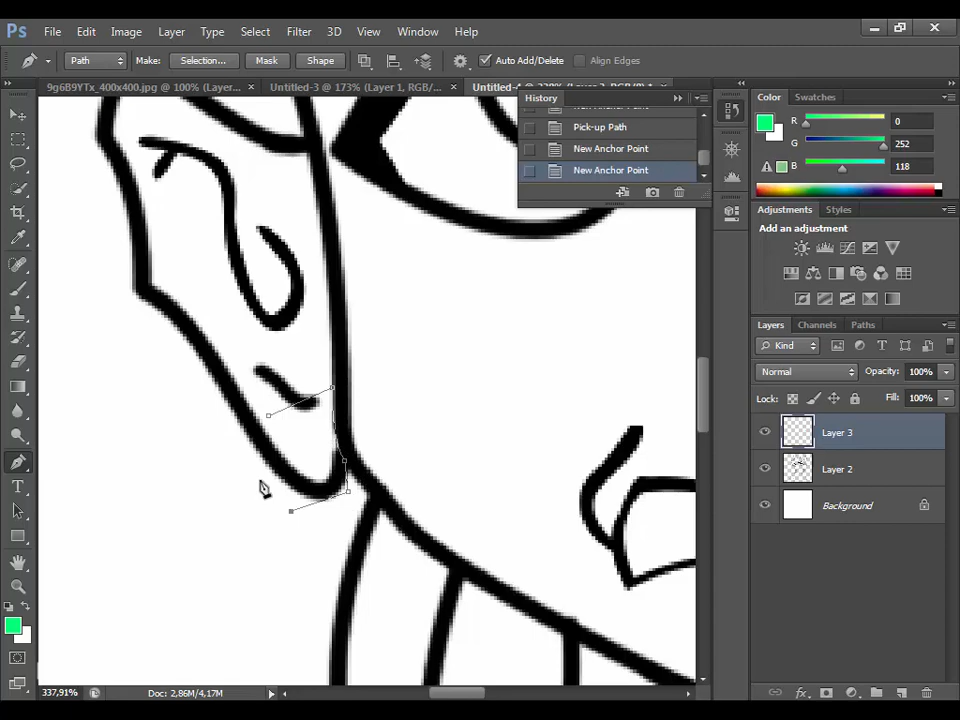 Ps File Edit Image Layer Type Select Filter 3D View Window Help
Path Make: Selection... Mask Shape Auto Add/Delete Align Edges
9g6B9YTx_400x400.jpg @ 100% (Layer... × Untitled-3 @ 173% (Layer 1, RGB/... ×
History
Pick-up Path
New Anchor Point
New Anchor Point
Color Swatches
R 0
G 252
B 118
Adjustments Styles
Add an adjustment
Layers Channels Paths
Kind
Normal Opacity: 100%
Lock: Fill: 100%
Layer 3
Layer 2
Background
337,91% Doc: 2,86M/4,17M